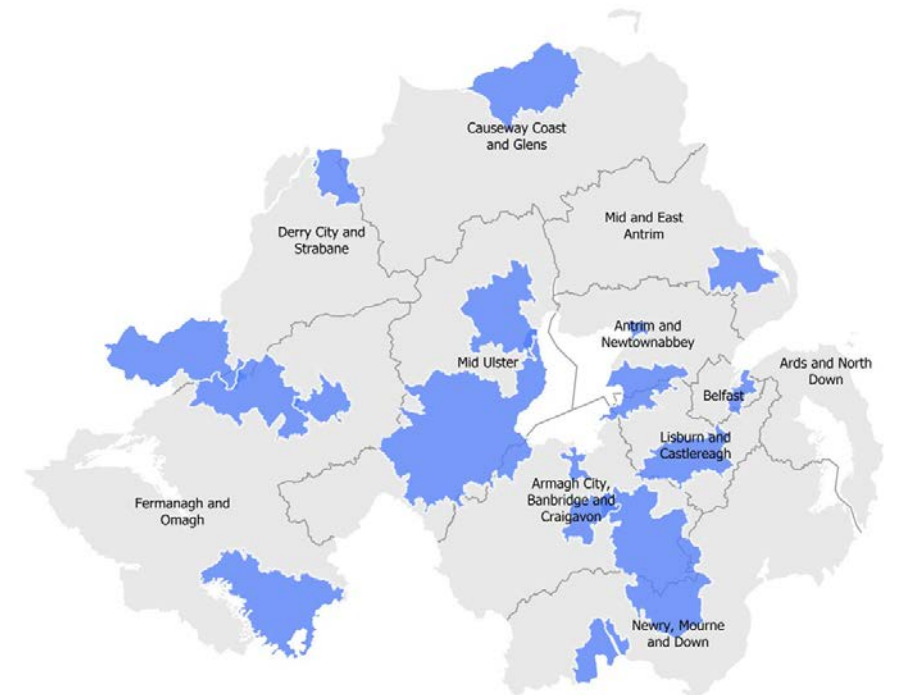 Causeway Coast
and Glens
Mid and East
Antrim
Derry City and
Strabane
Antrim and
Newtownabbey
Mid Ulster
Ards and North
Down
Belfast
Lisburn and
Castlereagh
Armagh City,
Banbridge and
Craigavon
Fermanagh and
Omagh
Newry, Mourne
and Down